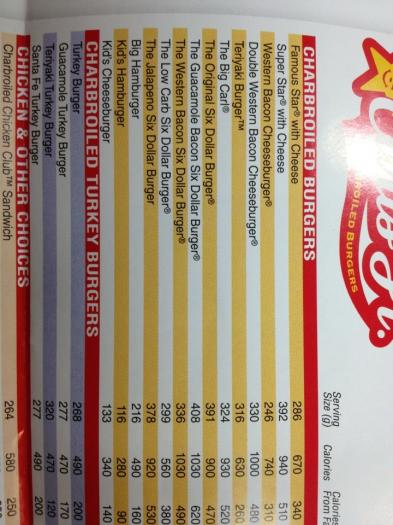 Carl's Jr.
ROILED BURGERS
Serving Calories
Size (g) Calories From Fa
CHARBROILED BURGERS
Famous Star® with Cheese 286 670 340
Super Star® with Cheese 392 940 510
Western Bacon Cheeseburger® 246 740 310
Double Western Bacon Cheeseburger® 330 1000 480
Teriyaki Burger™ 316 630 260
The Big Carl® 324 930 520
The Original Six Dollar Burger® 391 900 470
The Guacamole Bacon Six Dollar Burger® 408 1030 620
The Western Bacon Six Dollar Burger® 336 1030 490
The Low Carb Six Dollar Burger® 299 560 390
The Jalapeno Six Dollar Burger 378 920 530
Big Hamburger 216 490 160
Kid's Hamburger 116 280 90
Kid's Cheeseburger 133 340 140
CHARBROILED TURKEY BURGERS
Turkey Burger 268 490 200
Guacamole Turkey Burger 277 470 170
Teriyaki Turkey Burger 320 470 120
Santa Fe Turkey Burger 277 490 200
CHICKEN & OTHER CHOICES
Charbroiled Chicken Club™ Sandwich 264 580 250